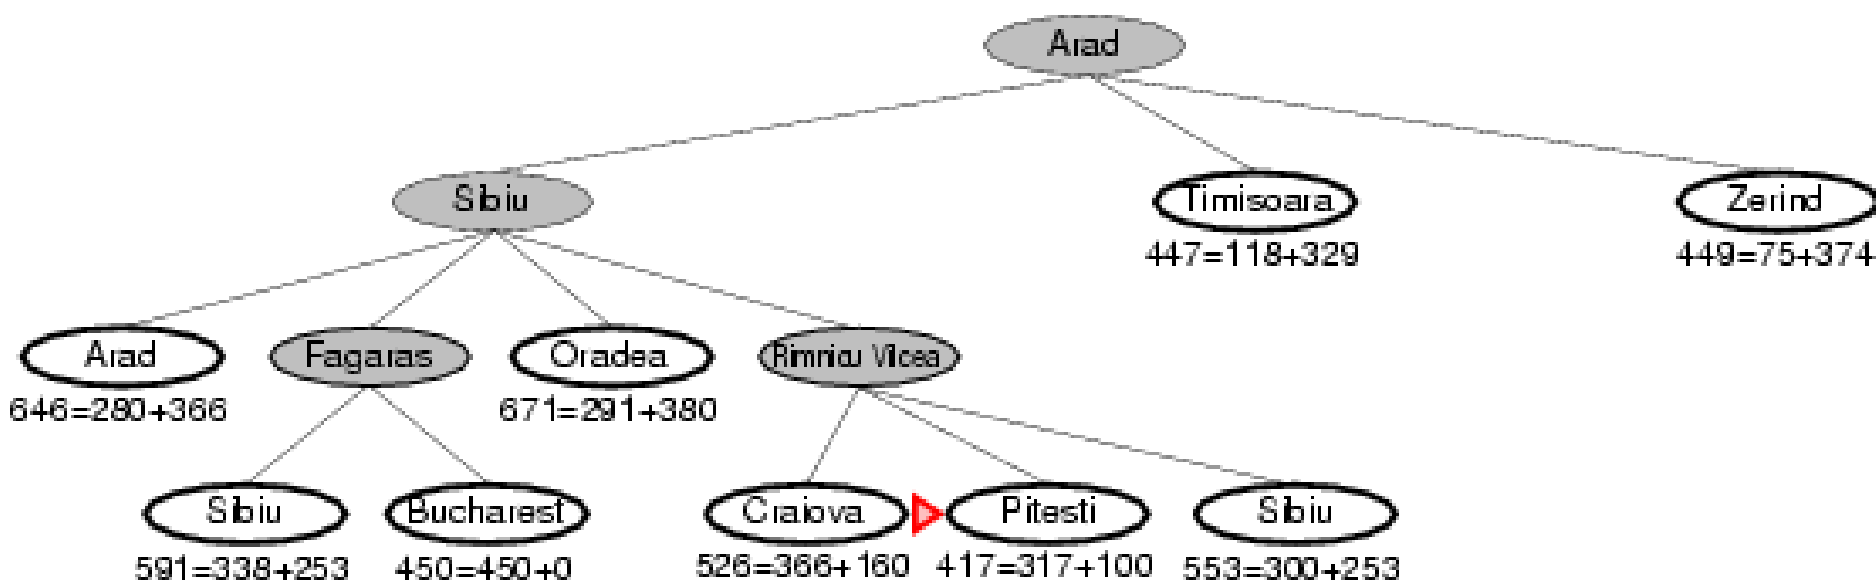 Arad
Sibiu
Timisoara
Zerind
447=118+329
449=75+374
Arad
Fagaras
Oradea
Rimnicu Vilcea
646=280+366
671=291+380
Sibiu
Bucharest
Craiova
Pitesti
Sibiu
591=338+253
450=450+0
526=366+160
417=317+100
553=300+253